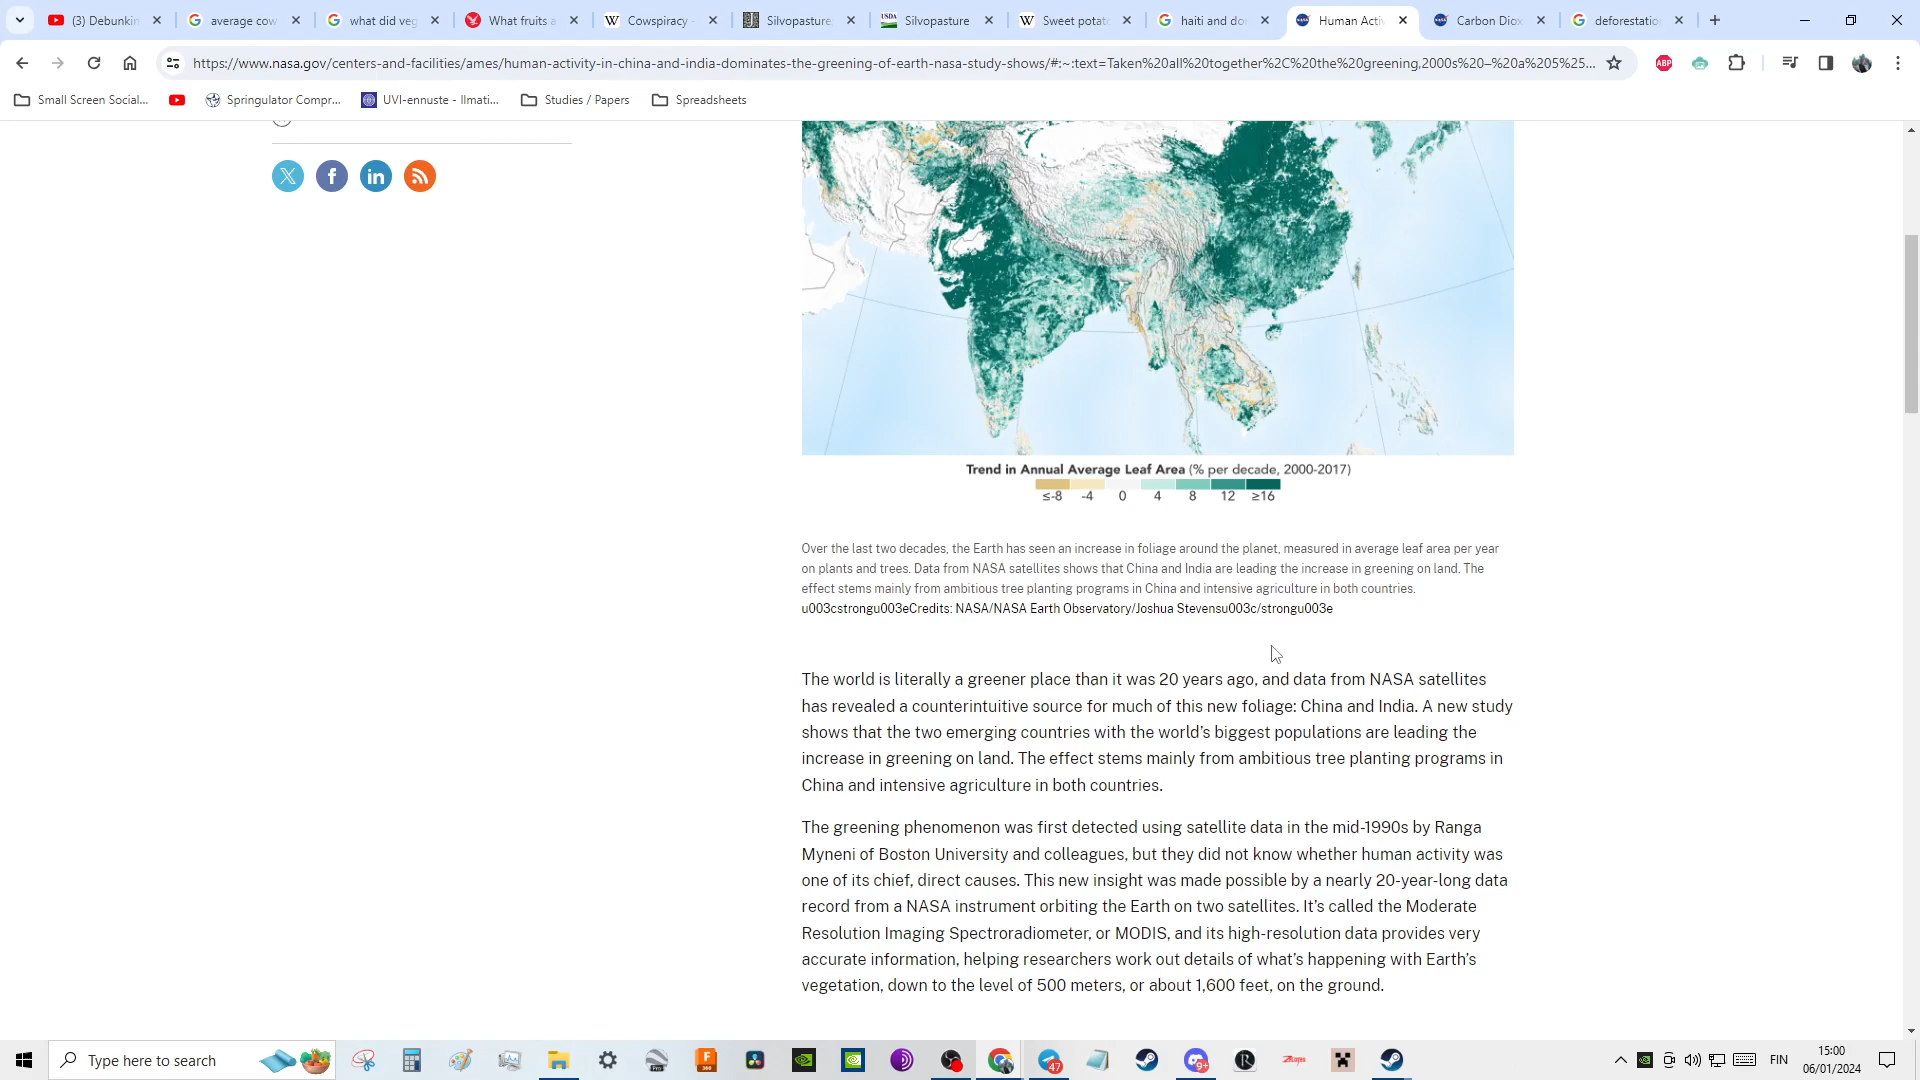 (3) Debunkin
average cow
what did veg
What fruits a
Cowspiracy -
Silvopasture:
Silvopasture
Sweet potato
haiti and do
Human Activ
Carbon Diox
deforestatio
https://www.nasa.gov/centers-and-facilities/ames/human-activity-in-china-and-india-dominates-the-greening-of-earth-nasa-study-shows/#:~:text=Taken%20all%20together%2C%20the%20greening,2000s%20–%20a%205%25...
ABP
Small Screen Social...
Springulator Compr...
UVI-ennuste - Ilmati...
Studies / Papers
Spreadsheets
Trend in Annual Average Leaf Area (% per decade, 2000-2017)
≤-8 -4 0 4 8 12 ≥16
Over the last two decades, the Earth has seen an increase in foliage around the planet, measured in average leaf area per year
on plants and trees. Data from NASA satellites shows that China and India are leading the increase in greening on land. The
effect stems mainly from ambitious tree planting programs in China and intensive agriculture in both countries.
u003cstrongu003eCredits: NASA/NASA Earth Observatory/Joshua Stevensu003c/strongu003e
The world is literally a greener place than it was 20 years ago, and data from NASA satellites
has revealed a counterintuitive source for much of this new foliage: China and India. A new study
shows that the two emerging countries with the world's biggest populations are leading the
increase in greening on land. The effect stems mainly from ambitious tree planting programs in
China and intensive agriculture in both countries.
The greening phenomenon was first detected using satellite data in the mid-1990s by Ranga
Myneni of Boston University and colleagues, but they did not know whether human activity was
one of its chief, direct causes. This new insight was made possible by a nearly 20-year-long data
record from a NASA instrument orbiting the Earth on two satellites. It's called the Moderate
Resolution Imaging Spectroradiometer, or MODIS, and its high-resolution data provides very
accurate information, helping researchers work out details of what's happening with Earth's
vegetation, down to the level of 500 meters, or about 1,600 feet, on the ground.
Type here to search
47
9+
FIN
15:00
06/01/2024